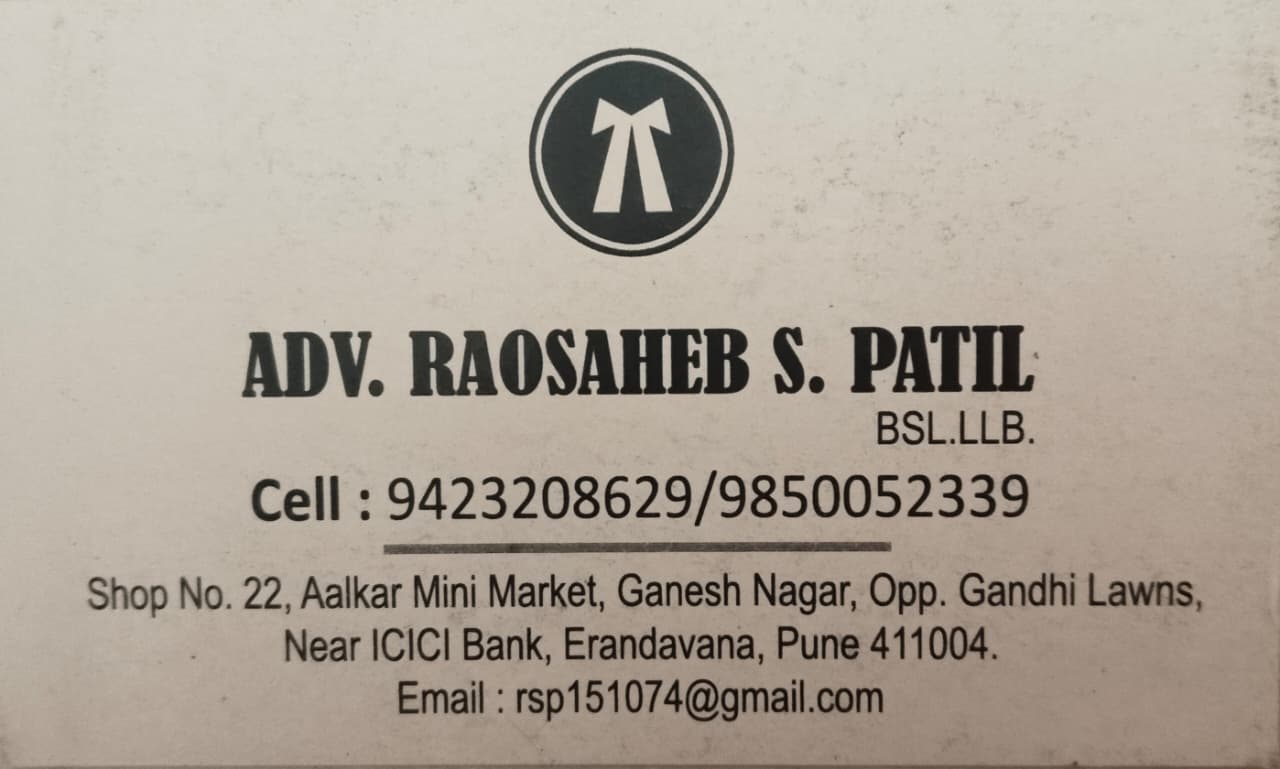 ADV. RAOSAHEB S. PATIL
BSL.LLB.
Cell : 9423208629/9850052339
Shop No. 22, Aalkar Mini Market, Ganesh Nagar, Opp. Gandhi Lawns,
Near ICICI Bank, Erandavana, Pune 411004.
Email : rsp151074@gmail.com